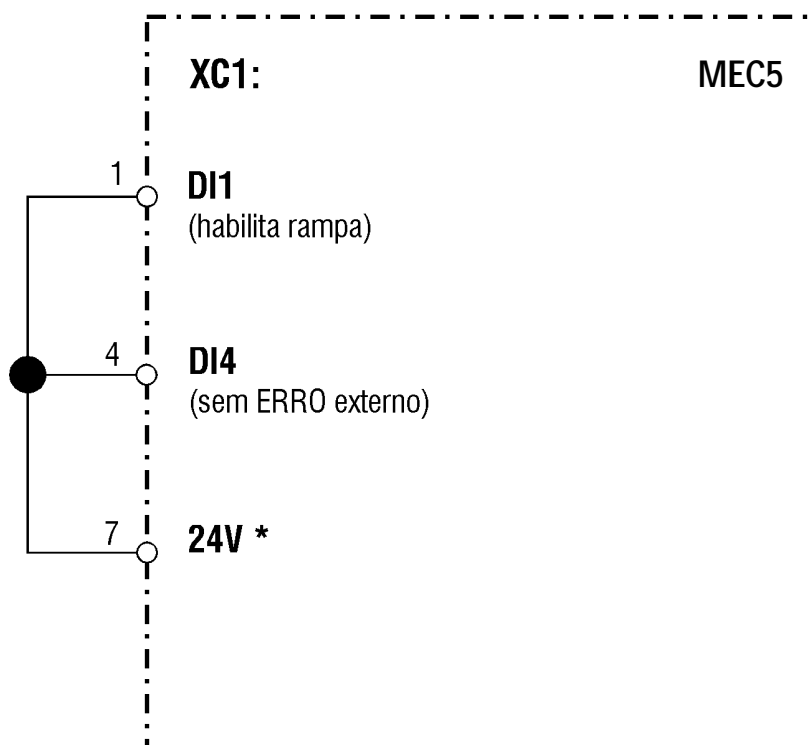 XC1: MEC5
1 DI1
(habilita rampa)
4 DI4
(sem ERRO externo)
7 24V *